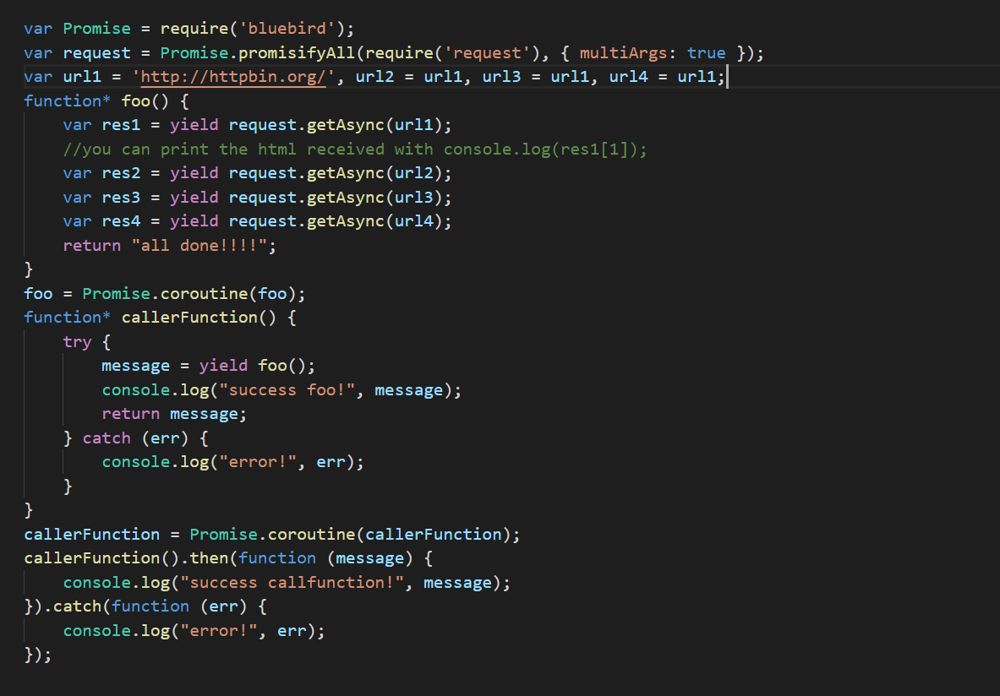 var Promise = require('bluebird');
var request = Promise.promisifyAll(require('request'), { multiArgs: true });
var url1 = 'http://httpbin.org/', url2 = url1, url3 = url1, url4 = url1;
function* foo() {
    var res1 = yield request.getAsync(url1);
    //you can print the html received with console.log(res1[1]);
    var res2 = yield request.getAsync(url2);
    var res3 = yield request.getAsync(url3);
    var res4 = yield request.getAsync(url4);
    return "all done!!!!";
}
foo = Promise.coroutine(foo);
function* callerFunction() {
    try {
        message = yield foo();
        console.log("success foo!", message);
        return message;
    } catch (err) {
        console.log("error!", err);
    }
}
callerFunction = Promise.coroutine(callerFunction);
callerFunction().then(function (message) {
    console.log("success callfunction!", message);
}).catch(function (err) {
    console.log("error!", err);
});